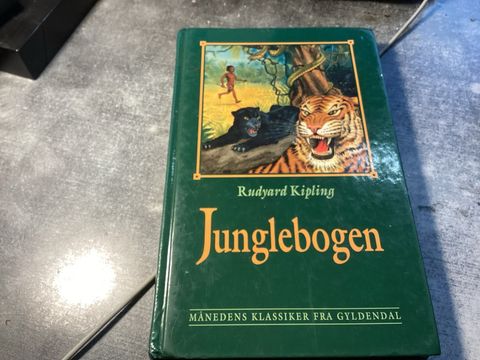 Rudyard Kipling
Junglebogen
MÅNEDENS KLASSIKER FRA GYLDENDAL